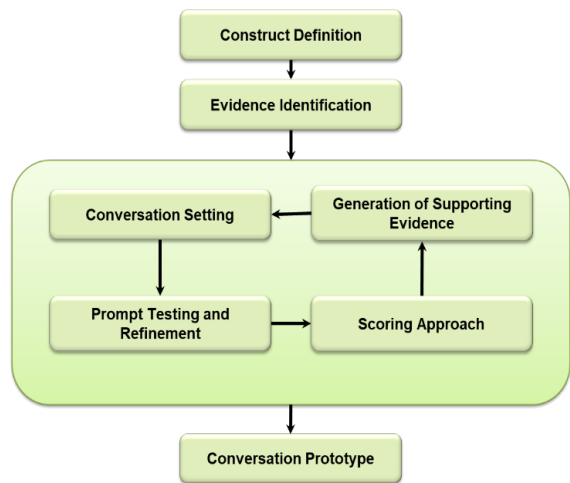 Construct Definition
Evidence Identification
Conversation Setting
Generation of Supporting
Evidence
Prompt Testing and
Refinement
Scoring Approach
Conversation Prototype